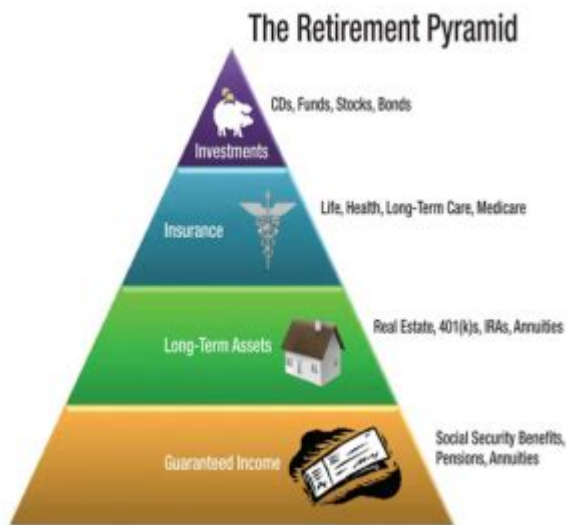 The Retirement Pyramid
CDs, Funds, Stocks, Bonds
Investments
Life, Health, Long-Term Care, Medicare
Insurance
Real Estate, 401(k)s, IRAs, Annuities
Long-Term Assets
Social Security Benefits,
Pensions, Annuities
Guaranteed Income